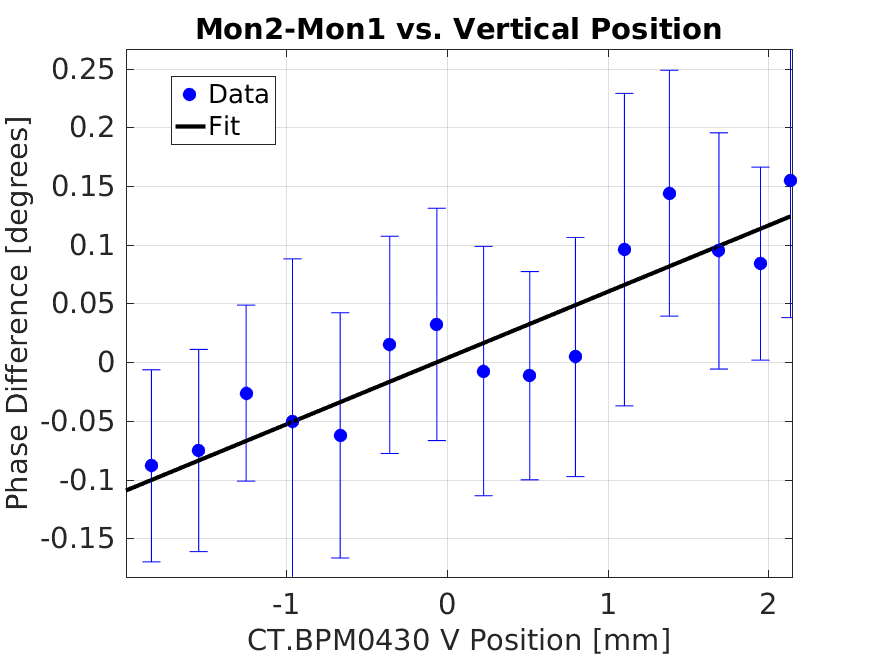 Mon2-Mon1 vs. Vertical Position
Data
Fit
0.25
0.2
0.15
0.1
0.05
0
-0.05
-0.1
-0.15
Phase Difference [degrees]
-1
0
1
2
CT.BPM0430 V Position [mm]